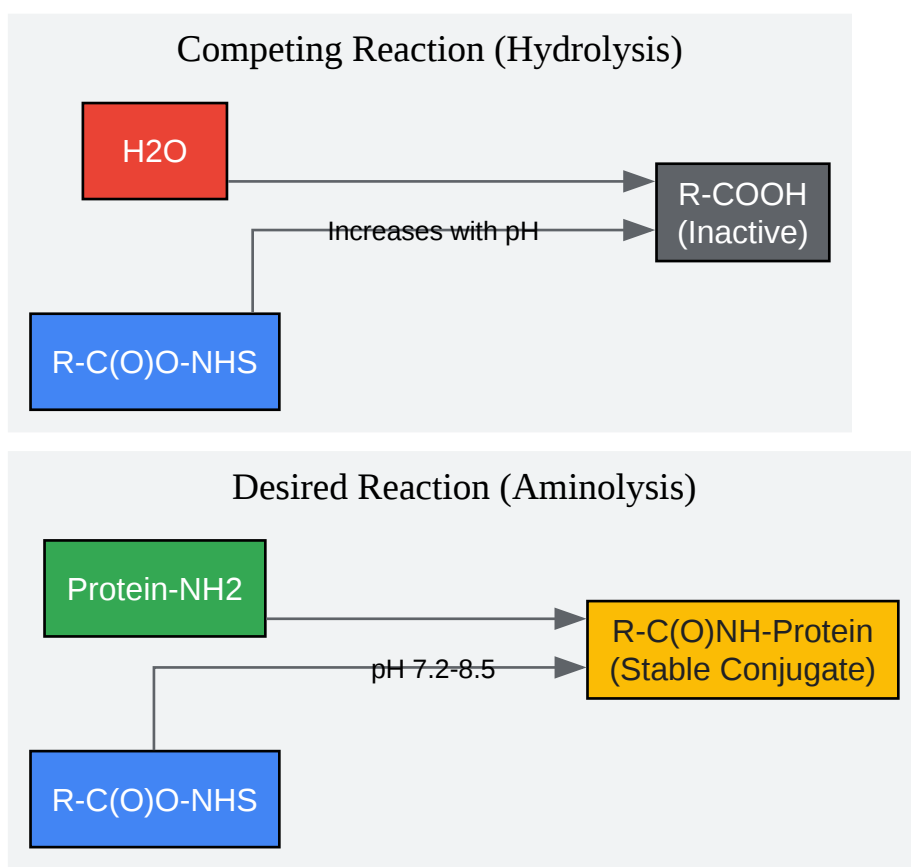 Competing Reaction (Hydrolysis)
H2O
R-COOH
(Inactive)
Increases with pH
R-C(O)O-NHS
Desired Reaction (Aminolysis)
Protein-NH2
R-C(O)NH-Protein
(Stable Conjugate)
pH 7.2-8.5
R-C(O)O-NHS